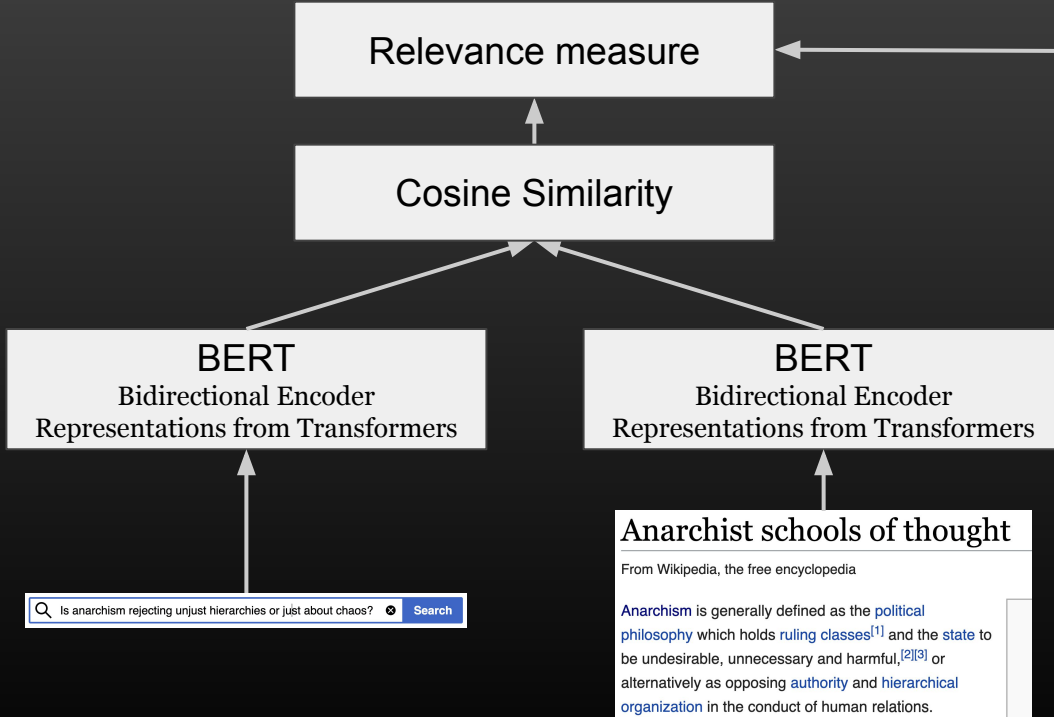 Relevance measure
Cosine Similarity
BERT
Bidirectional Encoder
Representations from Transformers
BERT
Bidirectional Encoder
Representations from Transformers
Is anarchism rejecting unjust hierarchies or just about chaos? Search
Anarchist schools of thought
From Wikipedia, the free encyclopedia
Anarchism is generally defined as the political
philosophy which holds ruling classes[1] and the state to
be undesirable, unnecessary and harmful,[2][3] or
alternatively as opposing authority and hierarchical
organization in the conduct of human relations.